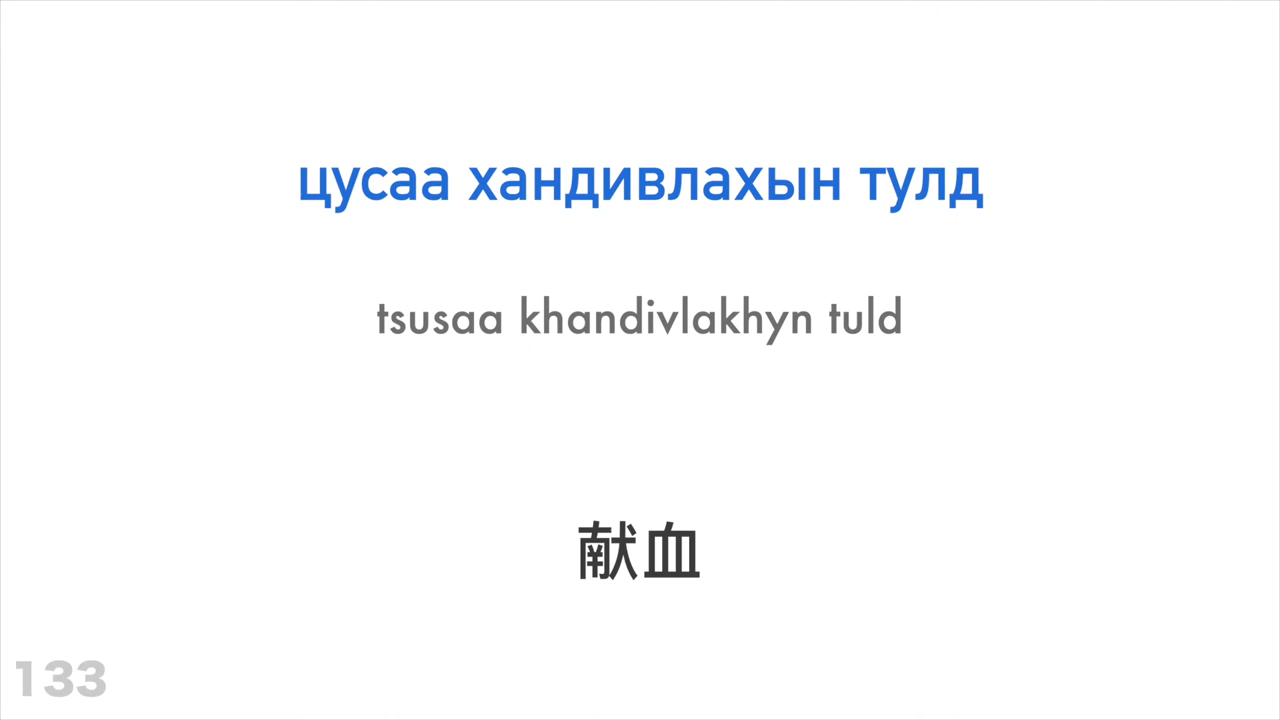 цусаа хандивлахын тулд
tsusaa khandivlakhyn tuld
献血
133